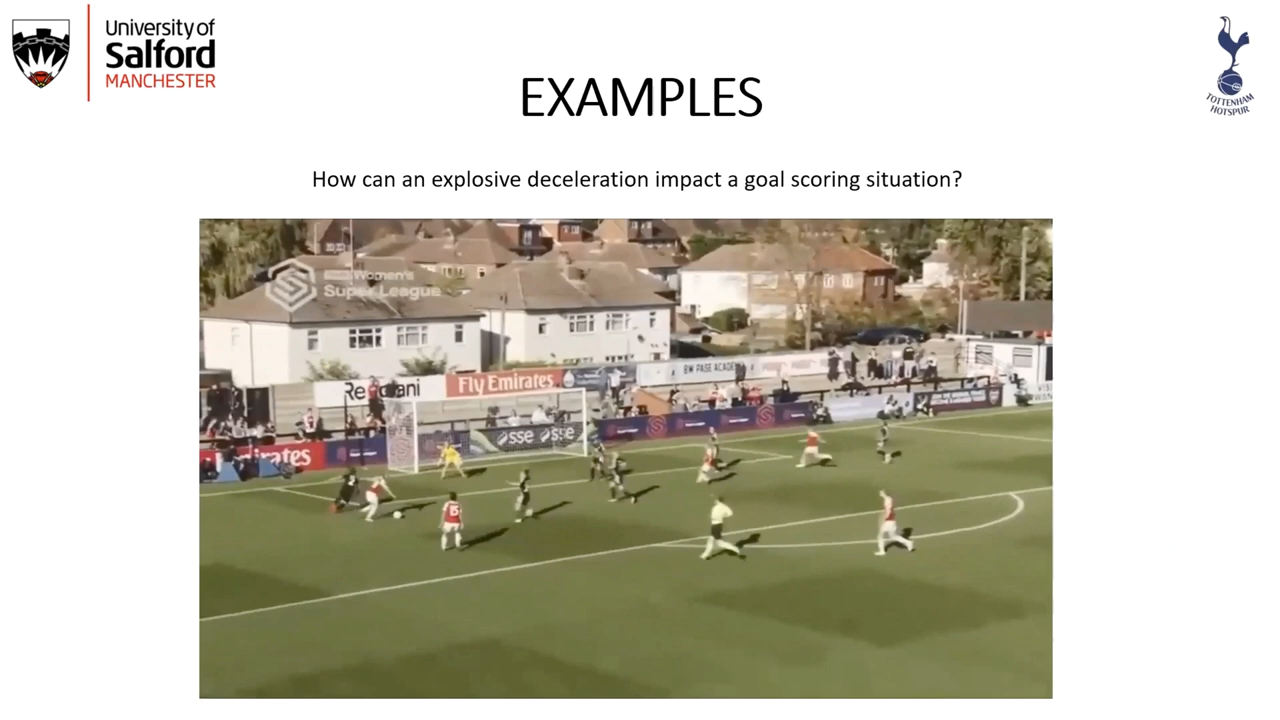 University of
Salford
MANCHESTER
TOTTENHAM
HOTSPUR
EXAMPLES
How can an explosive deceleration impact a goal scoring situation?
Women's
Super League
Fly Emirates
sse sse
15